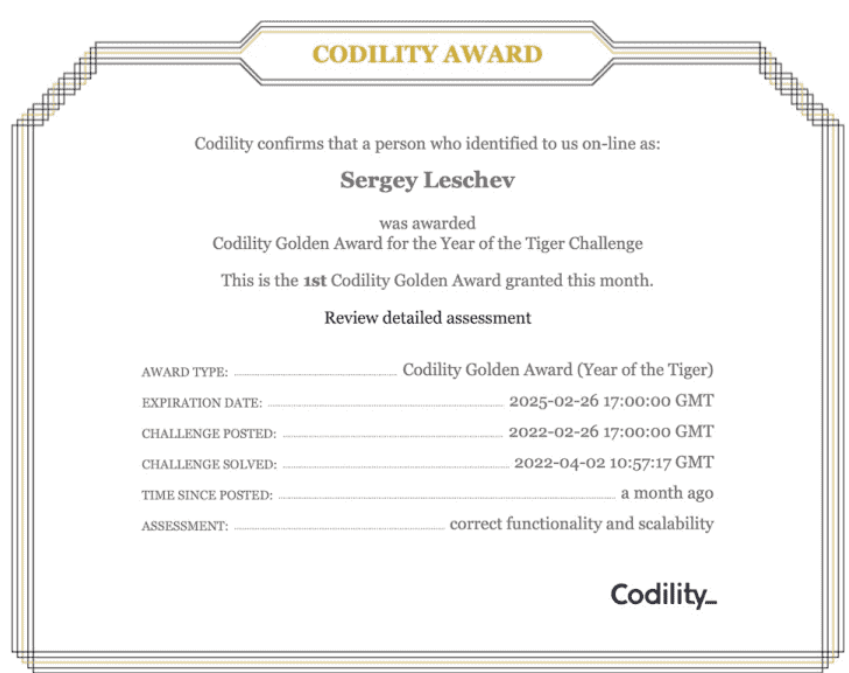 CODILITY AWARD
Codility confirms that a person who identified to us on-line as:
Sergey Leschev
was awarded
Codility Golden Award for the Year of the Tiger Challenge
This is the 1st Codility Golden Award granted this month.
Review detailed assessment
AWARD TYPE: Codility Golden Award (Year of the Tiger)
EXPIRATION DATE: 2025-02-26 17:00:00 GMT
CHALLENGE POSTED: 2022-02-26 17:00:00 GMT
CHALLENGE SOLVED: 2022-04-02 10:57:17 GMT
TIME SINCE POSTED: a month ago
ASSESSMENT: correct functionality and scalability
Codility_